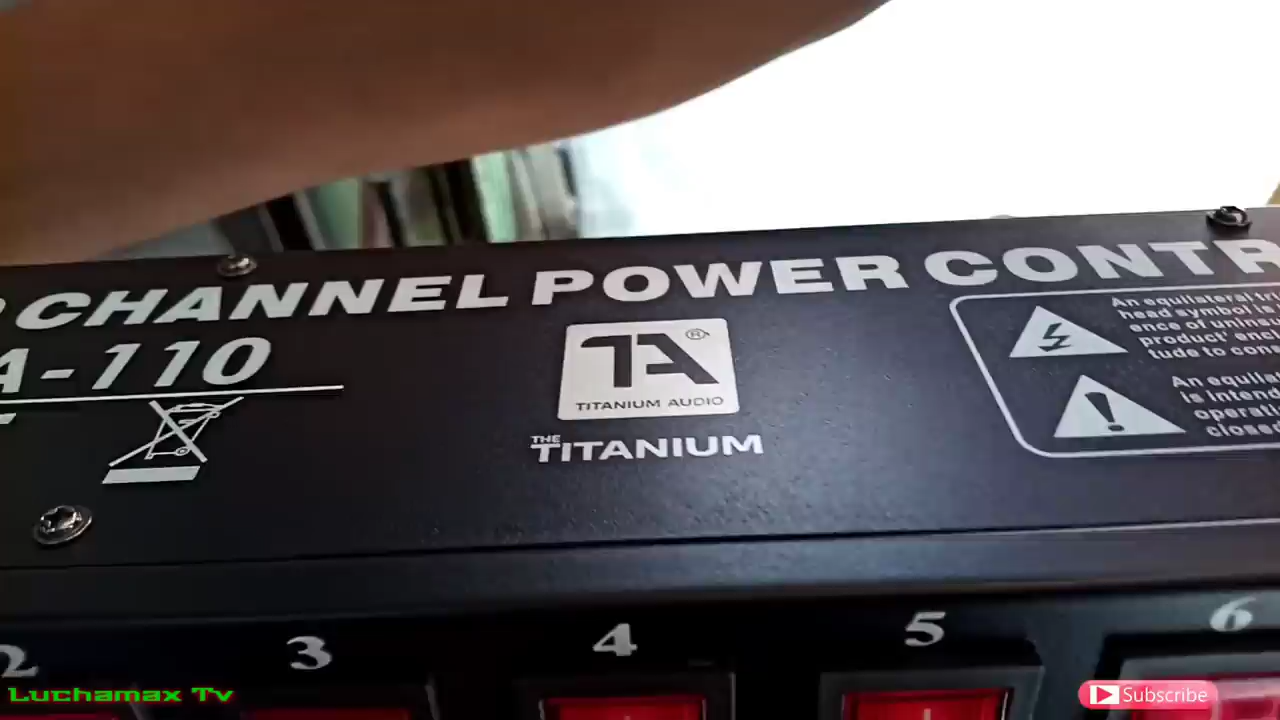 CHANNEL POWER CONTR
A-110
TA®
TITANIUM AUDIO
THE
TITANIUM
An equilateral tri
head symbol is
ence of uninsu
product' encl
tude to cons
An equilat
is intend
operati
closed
2 3 4 5 6
Luchamax Tv
Subscribe